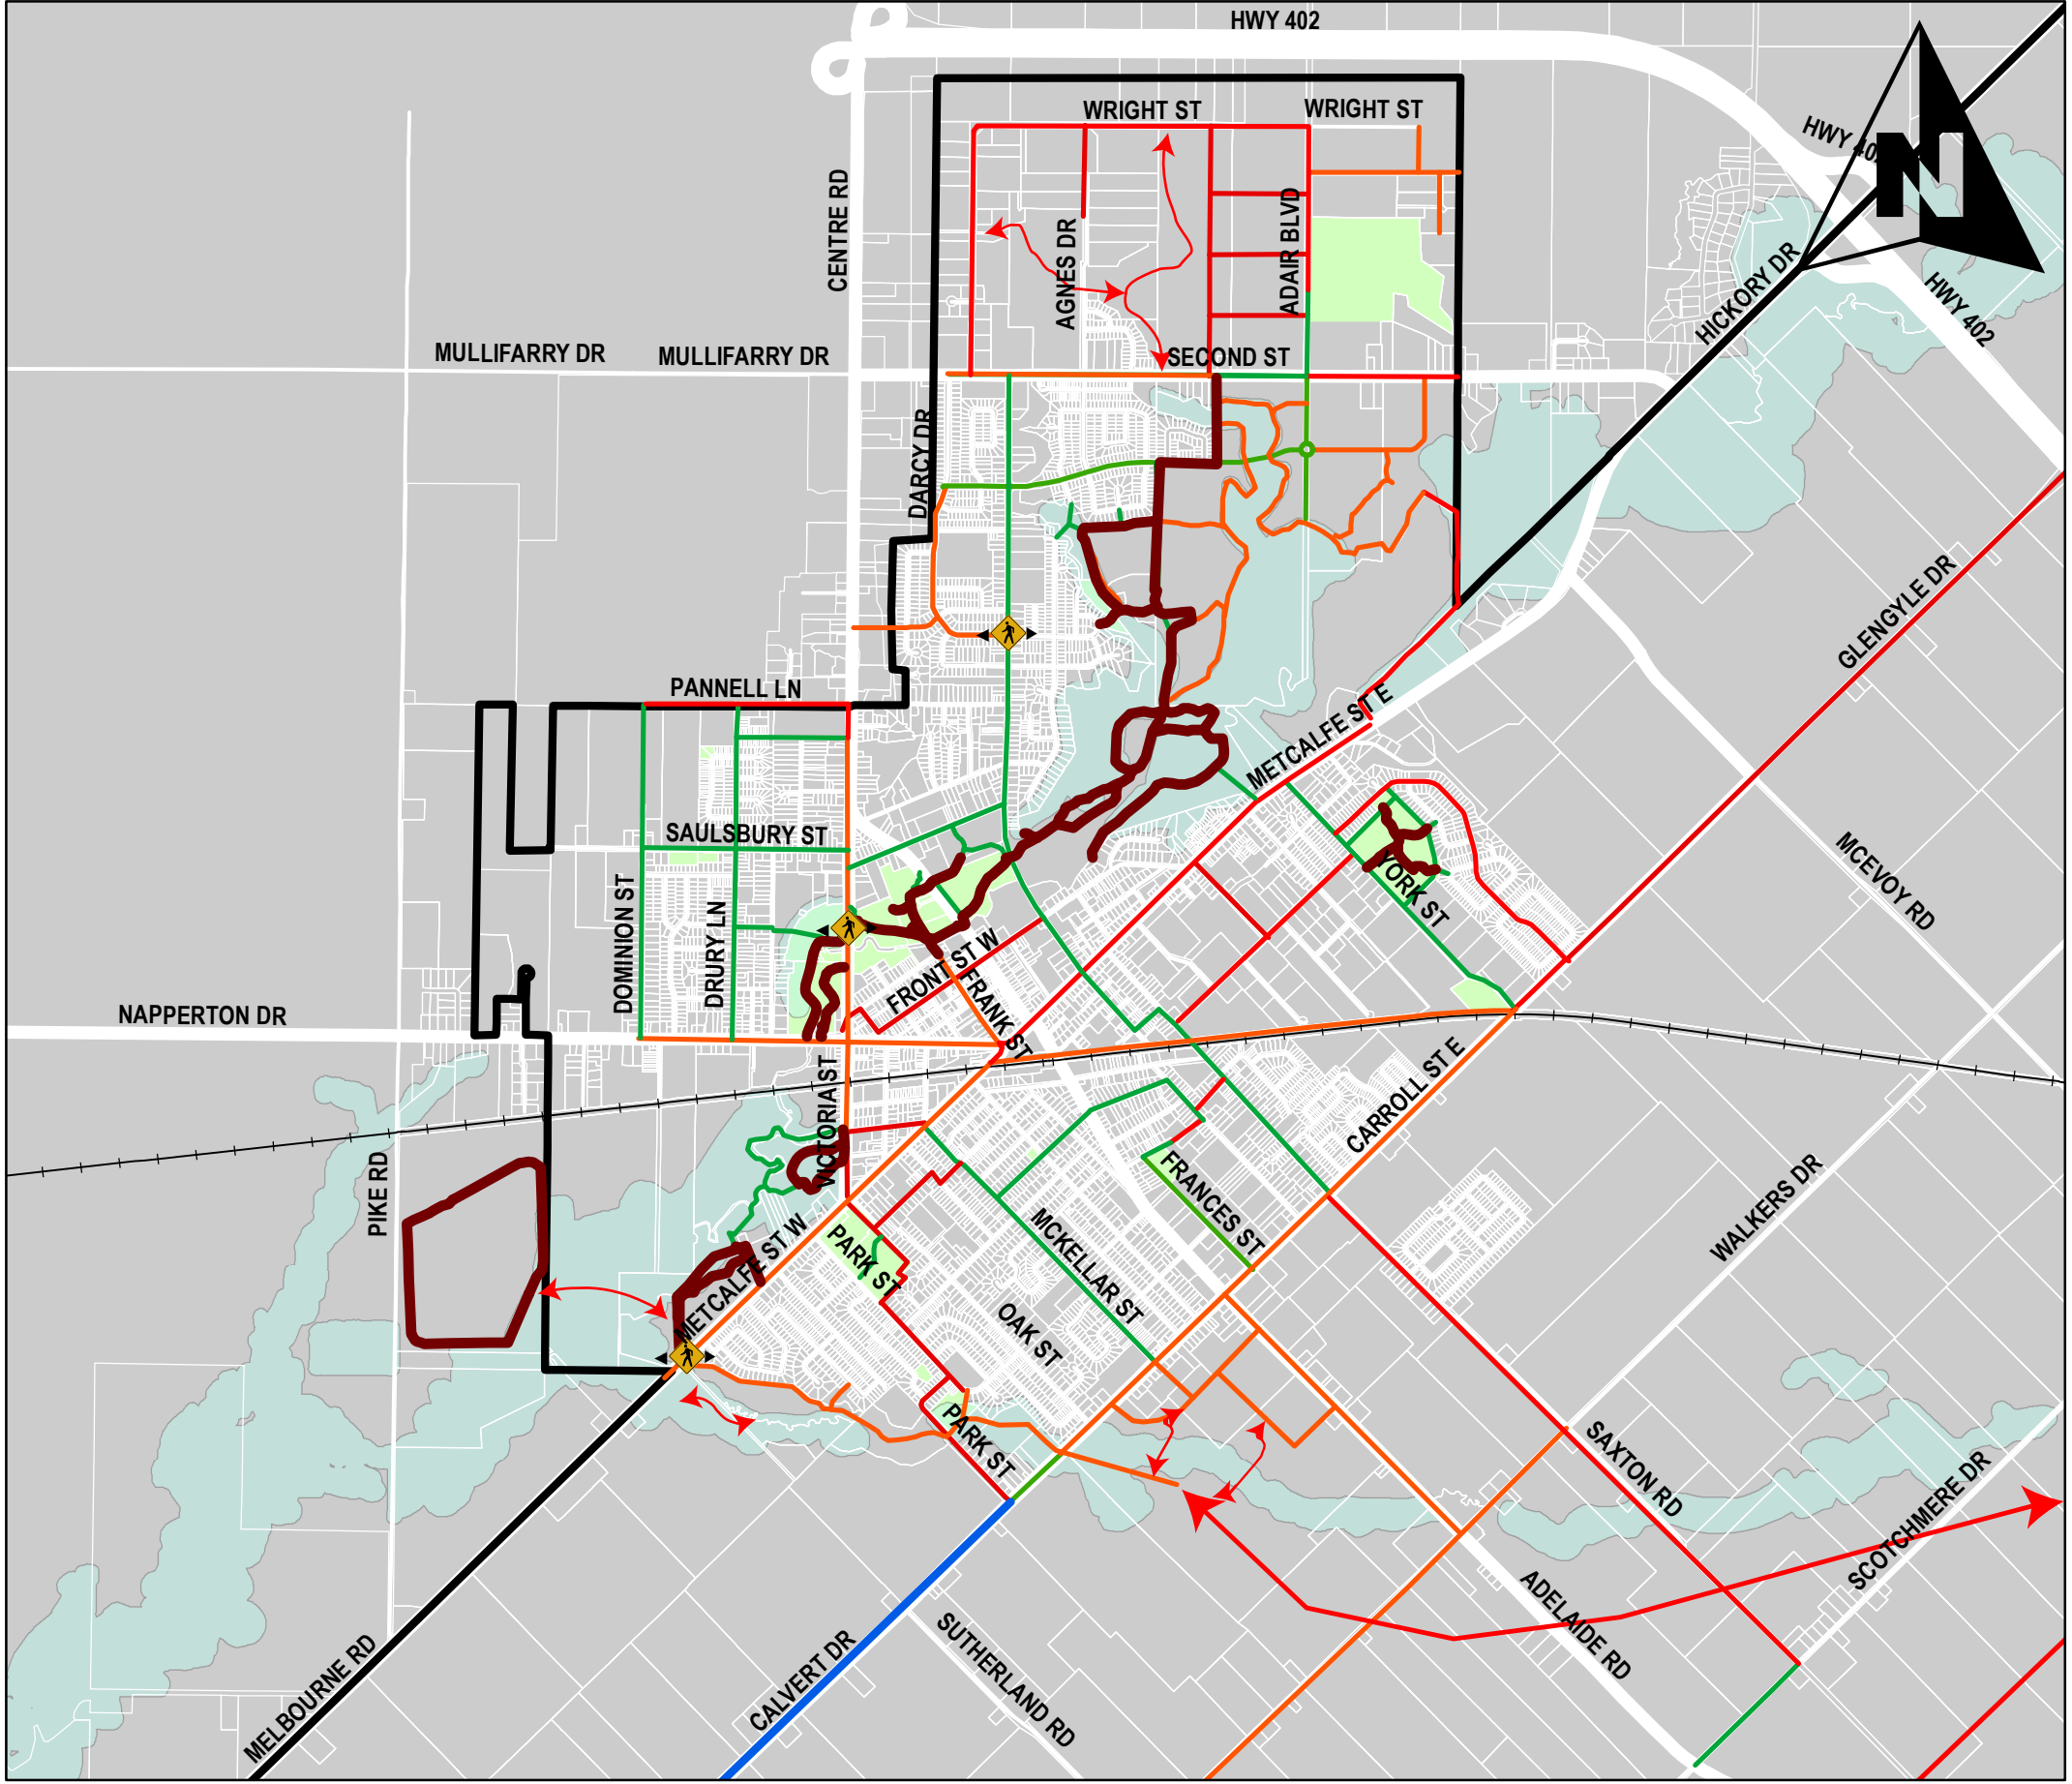 HWY 402
WRIGHT ST
WRIGHT ST
HWY 402
N
CENTRE RD
ADAIR BLVD
AGNES DR
HICKORY DR
HWY 402
MULLIFARRY DR
MULLIFARRY DR
SECOND ST
DARCY DR
GLENGYLE DR
PANNELL LN
METCALFE ST E
SAULSBURY ST
MCEVOY RD
YORK ST
DOMINION ST
DRURY LN
FRONT ST W
FRANK ST
NAPPERTON DR
VICTORIA ST
CARROLL ST E
PIKE RD
FRANCES ST
WALKERS DR
METCALFE ST W
PARK ST
MCKELLAR ST
OAK ST
PARK ST
SAXTON RD
SCOTCHMERE DR
ADELAIDE RD
MELBOURNE RD
CALVERT DR
SUTHERLAND RD